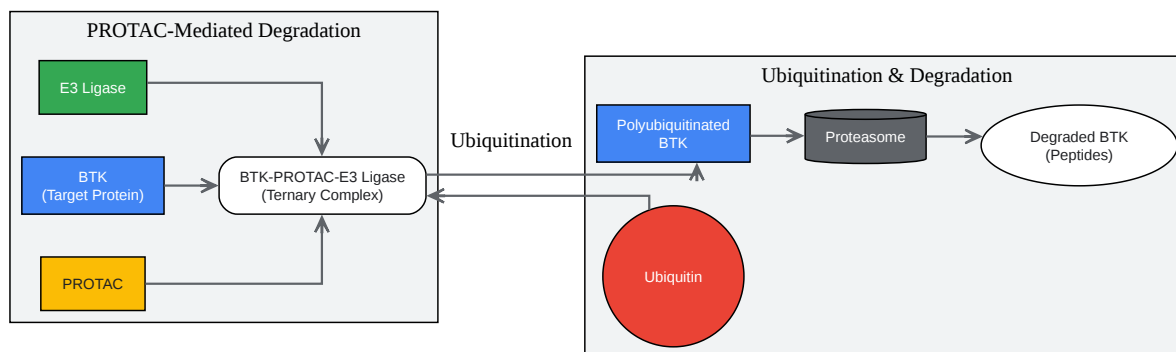 PROTAC-Mediated Degradation
E3 Ligase
BTK
(Target Protein)
PROTAC
BTK-PROTAC-E3 Ligase
(Ternary Complex)
Ubiquitination
Ubiquitination & Degradation
Polyubiquitinated
BTK
Proteasome
Degraded BTK
(Peptides)
Ubiquitin